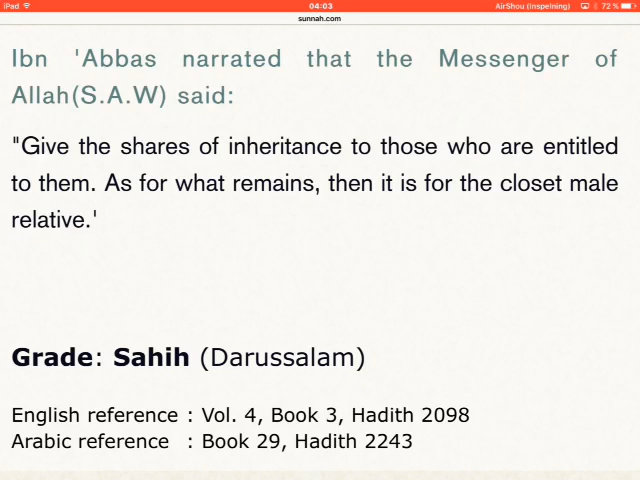 iPad 04:03 AirShou (Inspelning) 72 %
sunnah.com
Ibn 'Abbas narrated that the Messenger of
Allah(S.A.W) said:
"Give the shares of inheritance to those who are entitled
to them. As for what remains, then it is for the closet male
relative.'
Grade: Sahih (Darussalam)
English reference : Vol. 4, Book 3, Hadith 2098
Arabic reference : Book 29, Hadith 2243